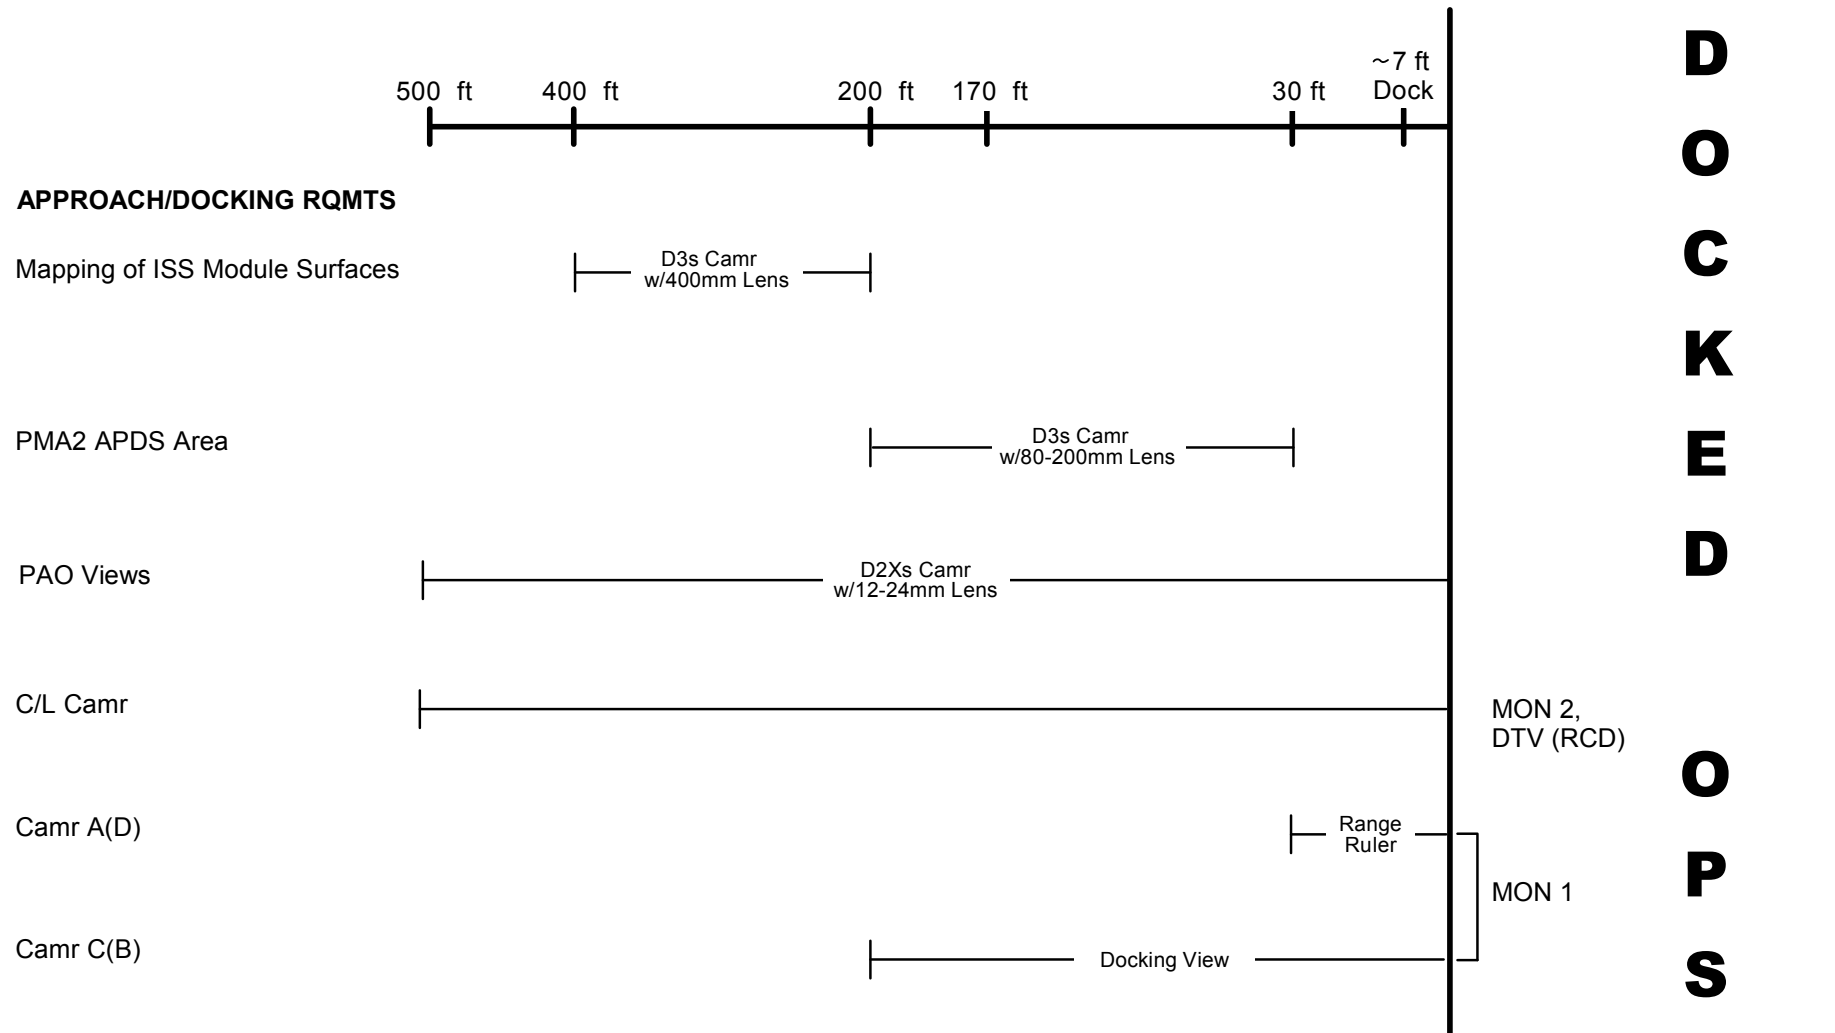 ~7 ft
500 ft 400 ft 200 ft 170 ft 30 ft Dock
APPROACH/DOCKING RQMTS
Mapping of ISS Module Surfaces
D3s Camr
w/400mm Lens
PMA2 APDS Area
D3s Camr
w/80-200mm Lens
PAO Views
D2Xs Camr
w/12-24mm Lens
C/L Camr
MON 2,
DTV (RCD)
Camr A(D)
Range
Ruler
MON 1
Camr C(B)
Docking View
DOCKED OPS